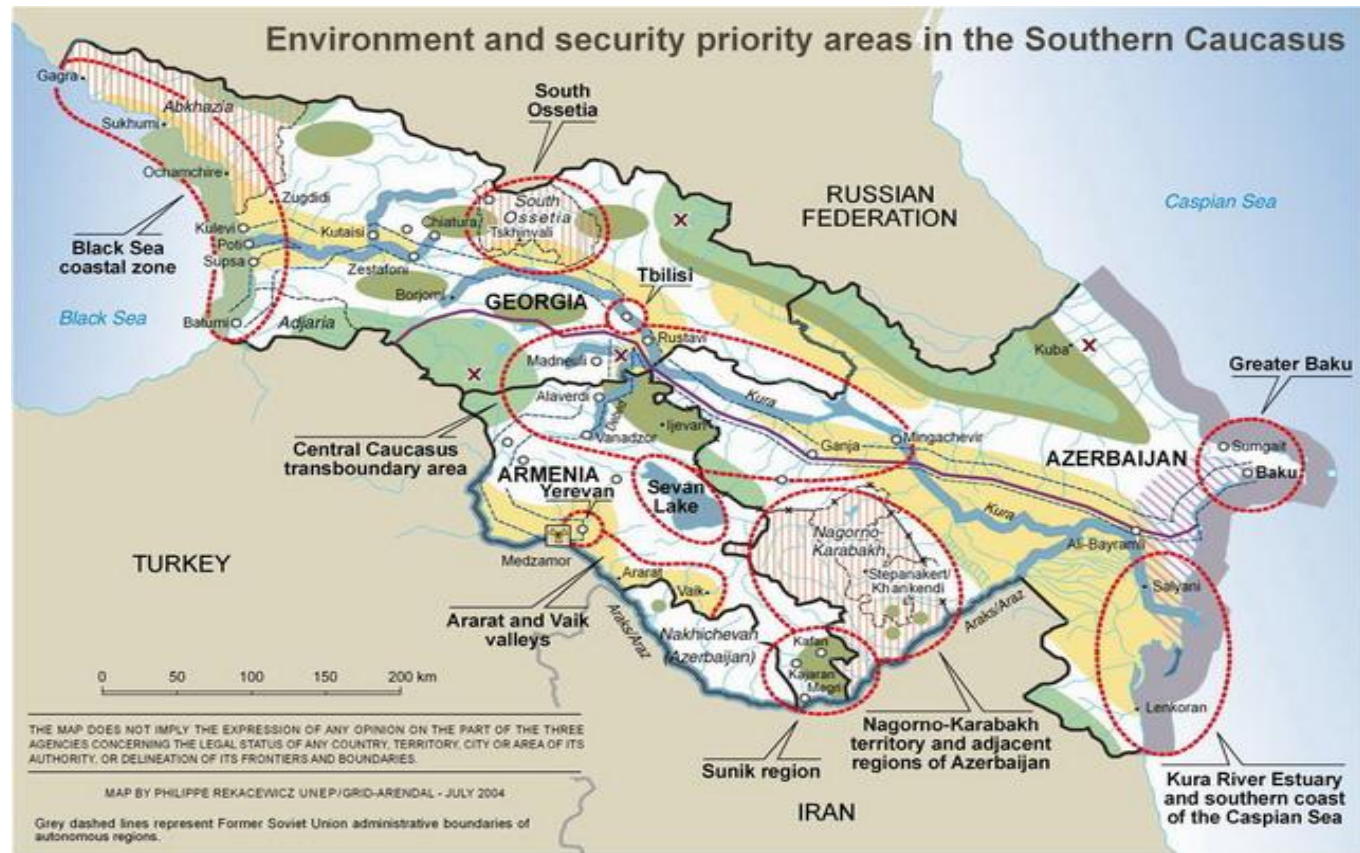 Environment and security priority areas in the Southern Caucasus
Gagra
Abkhazia
Sukhumi
Ochamchire
Zugdidi
South
Ossetia
RUSSIAN
FEDERATION
Caspian Sea
Black Sea
coastal zone
Kulevi
Poti
Supsa
Kutaisi
Chiatura
South
Ossetia
Tskhinvali
Zestafoni
Borjomi
Tbilisi
Black Sea
Batumi
Adjaria
GEORGIA
Rustavi
Madneuli
Kuba
Greater Baku
Alaverdi
Debed
Kura
Central Caucasus
transboundary area
Vanadzor
Ijevan
Ganja
Mingachevir
AZERBAIJAN
Sumgait
Baku
ARMENIA
Yerevan
Sevan
Lake
Kura
Ali-Bayramli
TURKEY
Medzamor
Nagorno-
Karabakh
Stepanakert/
Khankendi
Salyani
Ararat
Vaik
Ararat and Vaik
valleys
Araks/Araz
Nakhichevan
(Azerbaijan)
Kafan
Kajaran
Megri
Araks/Araz
Lenkoran
0 50 100 150 200 km
Sunik region
Nagorno-Karabakh
territory and adjacent
regions of Azerbaijan
Kura River Estuary
and southern coast
of the Caspian Sea
IRAN
THE MAP DOES NOT IMPLY THE EXPRESSION OF ANY OPINION ON THE PART OF THE THREE
AGENCIES CONCERNING THE LEGAL STATUS OF ANY COUNTRY, TERRITORY, CITY OR AREA OF ITS
AUTHORITY, OR DELINEATION OF ITS FRONTIERS AND BOUNDARIES.
MAP BY PHILIPPE REKACEWICZ UNEP/GRID-ARENDAL - JULY 2004
Grey dashed lines represent Former Soviet Union administrative boundaries of
autonomous regions.